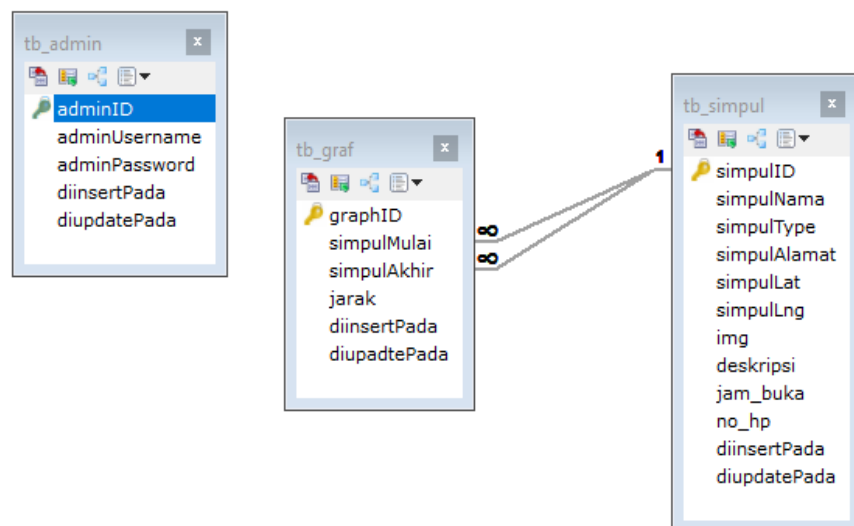 tb_admin
adminID
adminUsername
adminPassword
diinsertPada
diupdatePada
tb_graf
graphID
simpulMulai
simpulAkhir
jarak
diinsertPada
diupadtePada
1
∞
∞
tb_simpul
simpulID
simpulNama
simpulType
simpulAlamat
simpulLat
simpulLng
img
deskripsi
jam_buka
no_hp
diinsertPada
diupdatePada